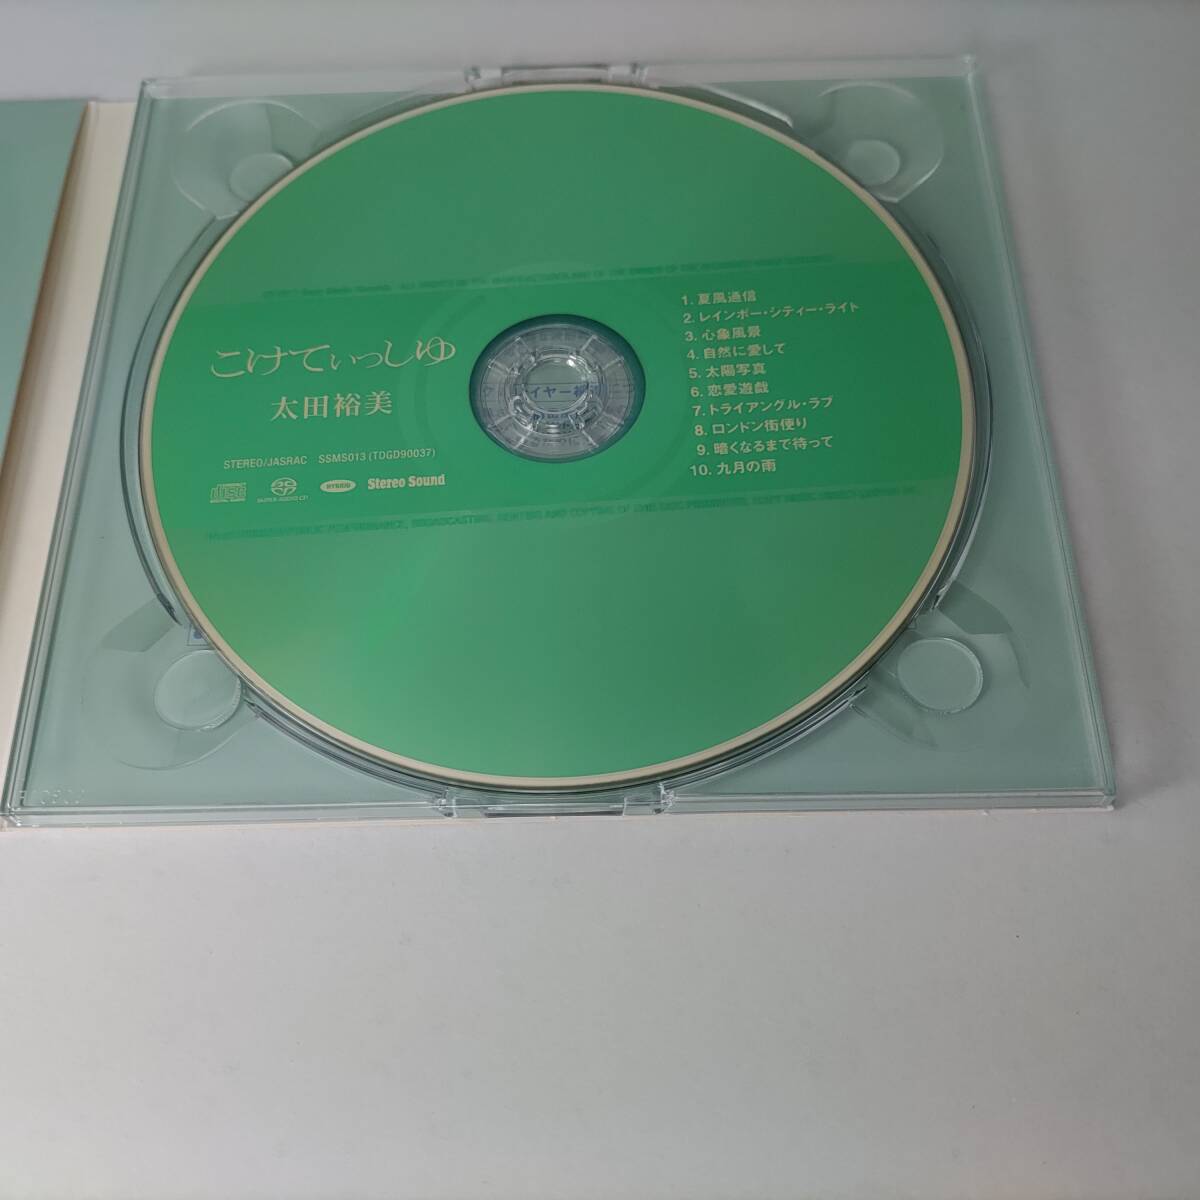 こけてぃっしゅ
太田裕美
STEREO/JASRAC SSMS013 (TDGD90037)
SUPER AUDIO CD
HYBRID
Stereo Sound
1. 夏風通信
2. レインボー・シティー・ライト
3. 心象風景
4. 自然に愛して
5. 太陽写真
6. 恋愛遊戯
7. トライアングル・ラブ
8. ロンドン街便り
9. 暗くなるまで待って
10. 九月の雨